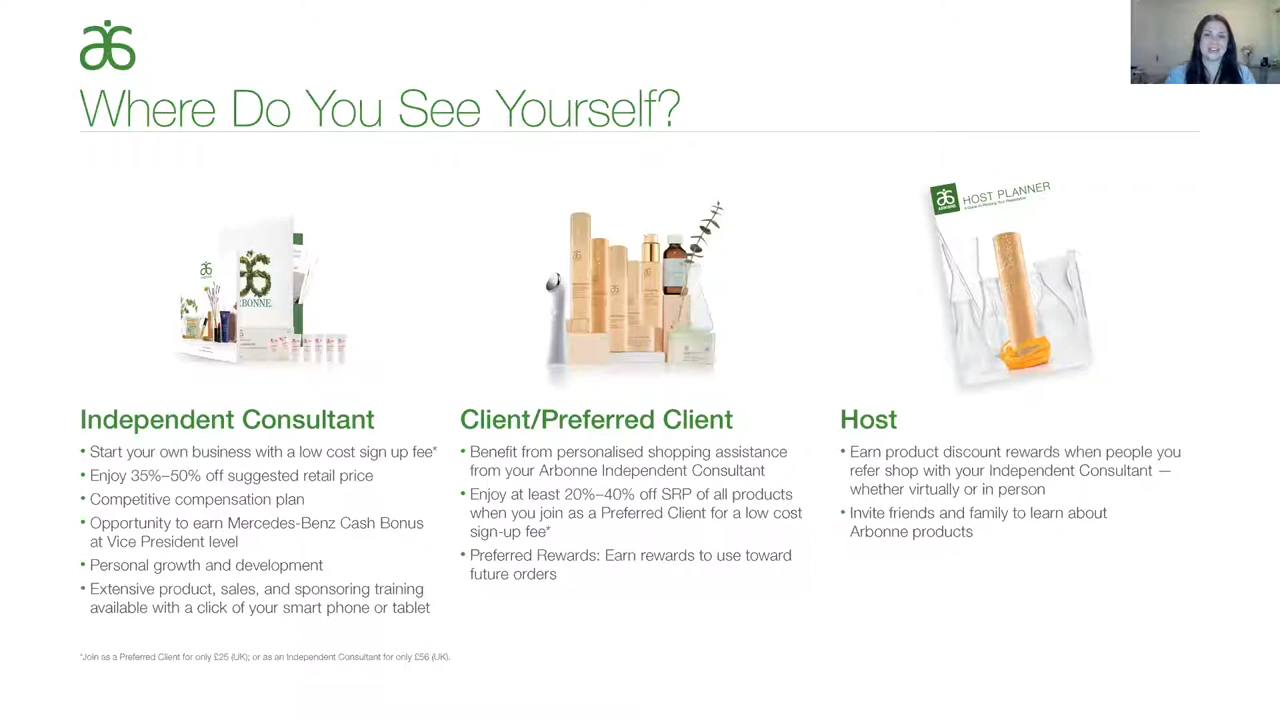 Where Do You See Yourself?
ARBONNE
HOST PLANNER
:BONNE.
Independent Consultant
• Start your own business with a low cost sign up fee*
• Enjoy 35%–50% off suggested retail price
• Competitive compensation plan
• Opportunity to earn Mercedes-Benz Cash Bonus
at Vice President level
• Personal growth and development
• Extensive product, sales, and sponsoring training
available with a click of your smart phone or tablet
Client/Preferred Client
• Benefit from personalised shopping assistance
from your Arbonne Independent Consultant
• Enjoy at least 20%–40% off SRP of all products
when you join as a Preferred Client for a low cost
sign-up fee*
• Preferred Rewards: Earn rewards to use toward
future orders
Host
• Earn product discount rewards when people you
refer shop with your Independent Consultant —
whether virtually or in person
• Invite friends and family to learn about
Arbonne products
*Join as a Preferred Client for only £25 (UK); or as an Independent Consultant for only £56 (UK).